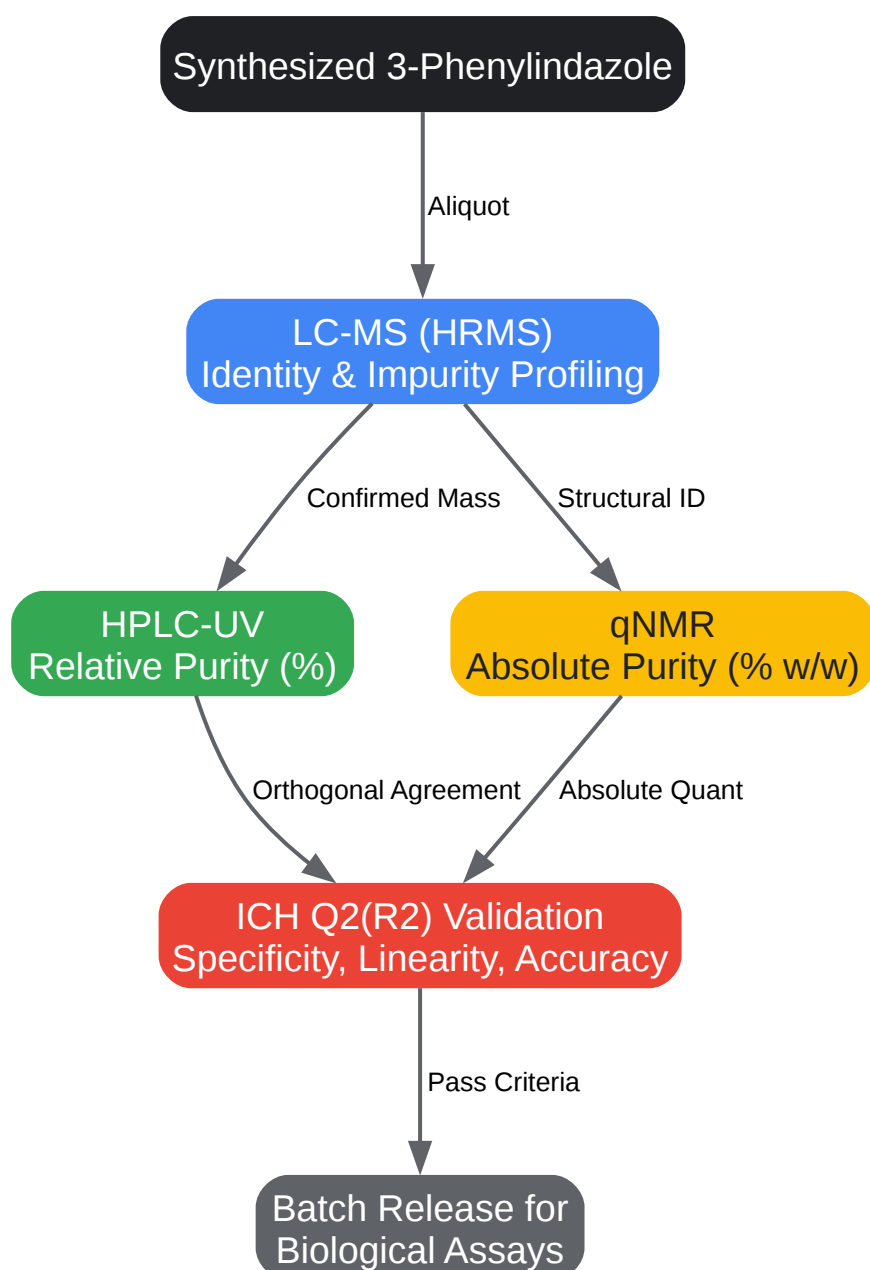 Synthesized 3-Phenylindazole
Aliquot
LC-MS (HRMS)
Identity & Impurity Profiling
Confirmed Mass
Structural ID
HPLC-UV
Relative Purity (%)
qNMR
Absolute Purity (% w/w)
Orthogonal Agreement
Absolute Quant
ICH Q2(R2) Validation
Specificity, Linearity, Accuracy
Pass Criteria
Batch Release for
Biological Assays